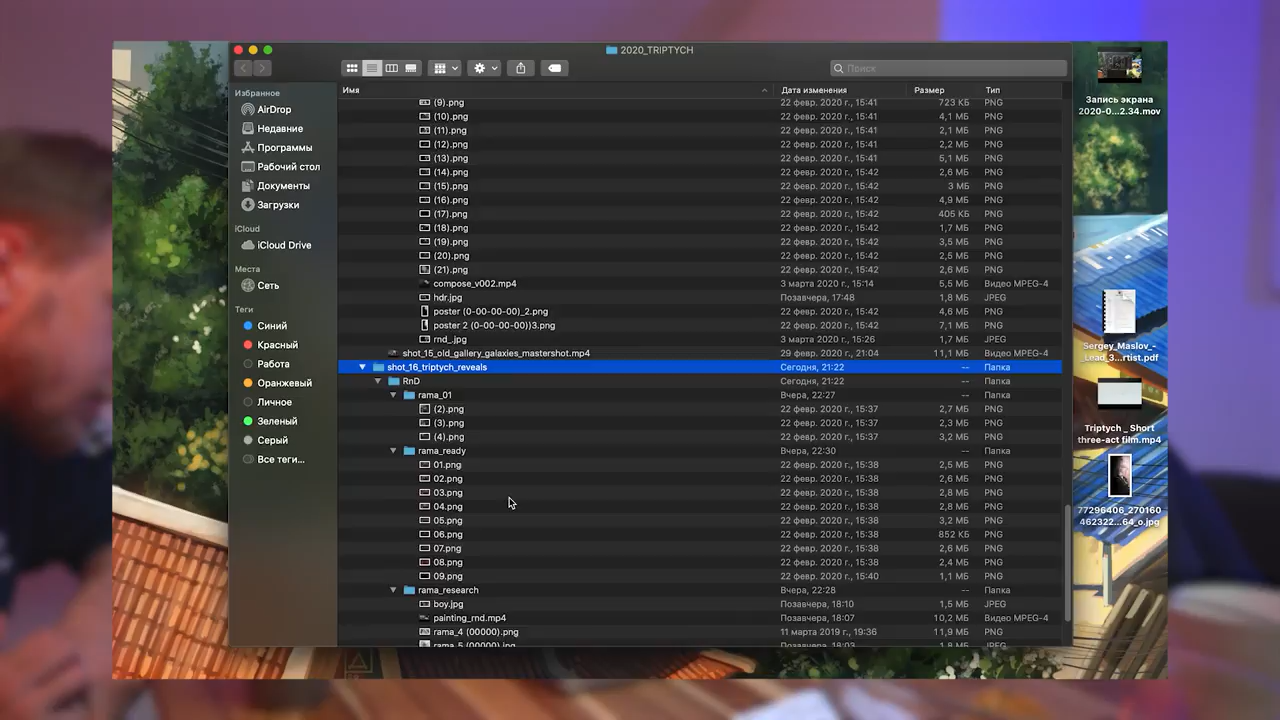 2020_TRIPTYCH
Поиск
Имя Дата изменения Размер Тип
Избранное
AirDrop
Недавние
Программы
Рабочий стол
Документы
Загрузки
iCloud
iCloud Drive
Места
Сеть
Теги
Синий
Красный
Работа
Оранжевый
Личное
Зеленый
Серый
Все теги...
(9).png 22 февр. 2020 г., 15:41 723 КБ PNG
(10).png 22 февр. 2020 г., 15:41 4,1 МБ PNG
(11).png 22 февр. 2020 г., 15:41 2,1 МБ PNG
(12).png 22 февр. 2020 г., 15:41 2,2 МБ PNG
(13).png 22 февр. 2020 г., 15:41 5,1 МБ PNG
(14).png 22 февр. 2020 г., 15:42 2,6 МБ PNG
(15).png 22 февр. 2020 г., 15:42 3 МБ PNG
(16).png 22 февр. 2020 г., 15:42 4,9 МБ PNG
(17).png 22 февр. 2020 г., 15:42 405 КБ PNG
(18).png 22 февр. 2020 г., 15:42 1,7 МБ PNG
(19).png 22 февр. 2020 г., 15:42 3,5 МБ PNG
(20).png 22 февр. 2020 г., 15:42 2,5 МБ PNG
(21).png 22 февр. 2020 г., 15:42 2,6 МБ PNG
compose_v002.mp4 3 марта 2020 г., 15:14 5,5 МБ Видео MPEG-4
hdr.jpg Позавчера, 17:48 1,8 МБ JPEG
poster (0-00-00-00)_2.png 22 февр. 2020 г., 15:42 4,6 МБ PNG
poster 2 (0-00-00-00))3.png 22 февр. 2020 г., 15:42 7,1 МБ PNG
rnd_.jpg 3 марта 2020 г., 15:26 1,7 МБ JPEG
shot_15_old_gallery_galaxies_mastershot.mp4 29 февр. 2020 г., 21:04 11,1 МБ Видео MPEG-4
shot_16_triptych_reveals Сегодня, 21:22 -- Папка
RnD Сегодня, 21:22 -- Папка
rama_01 Вчера, 22:27 -- Папка
(2).png 22 февр. 2020 г., 15:37 2,7 МБ PNG
(3).png 22 февр. 2020 г., 15:37 2,3 МБ PNG
(4).png 22 февр. 2020 г., 15:37 3,2 МБ PNG
rama_ready Вчера, 22:30 -- Папка
01.png 22 февр. 2020 г., 15:38 2,5 МБ PNG
02.png 22 февр. 2020 г., 15:38 2,6 МБ PNG
03.png 22 февр. 2020 г., 15:38 2,8 МБ PNG
04.png 22 февр. 2020 г., 15:38 2,8 МБ PNG
05.png 22 февр. 2020 г., 15:38 3,2 МБ PNG
06.png 22 февр. 2020 г., 15:38 852 КБ PNG
07.png 22 февр. 2020 г., 15:38 2,6 МБ PNG
08.png 22 февр. 2020 г., 15:38 2,4 МБ PNG
09.png 22 февр. 2020 г., 15:40 1,1 МБ PNG
rama_research Вчера, 22:28 -- Папка
boy.jpg Позавчера, 18:10 1,5 МБ JPEG
painting_rnd.mp4 Позавчера, 18:07 10,2 МБ Видео MPEG-4
rama_4 (00000).png 11 марта 2019 г., 19:36 11,9 МБ PNG
rama_5 (00000).jpg Позавчера, 18:03 1,8 МБ JPEG
Запись экрана
2020-0...2.34.mov
Sergey_Maslov_-
_Lead_3...rtist.pdf
Triptych _ Short
three-act film.mp4
77296406_270160
462322...64_o.jpg